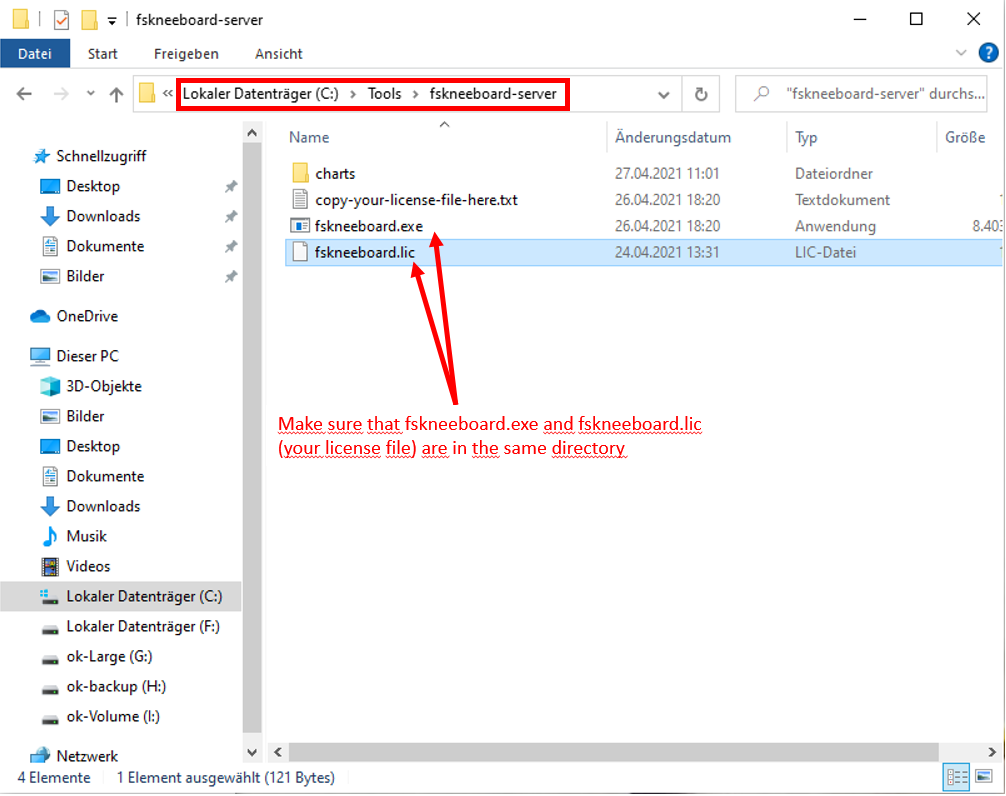 fskneeboard-server
Datei Start Freigeben Ansicht
Lokaler Datenträger (C:) Tools fskneeboard-server "fskneeboard-server" durchs...
Name Änderungsdatum Typ Größe
charts 27.04.2021 11:01 Dateiordner
copy-your-license-file-here.txt 26.04.2021 18:20 Textdokument
fskneeboard.exe 26.04.2021 18:20 Anwendung 8.403
fskneeboard.lic 24.04.2021 13:31 LIC-Datei
Make sure that fskneeboard.exe and fskneeboard.lic
(your license file) are in the same directory
Schnellzugriff
Desktop
Downloads
Dokumente
Bilder
OneDrive
Dieser PC
3D-Objekte
Bilder
Desktop
Dokumente
Downloads
Musik
Videos
Lokaler Datenträger (C:)
Lokaler Datenträger (F:)
ok-Large (G:)
ok-backup (H:)
ok-Volume (I:)
Netzwerk
4 Elemente 1 Element ausgewählt (121 Bytes)